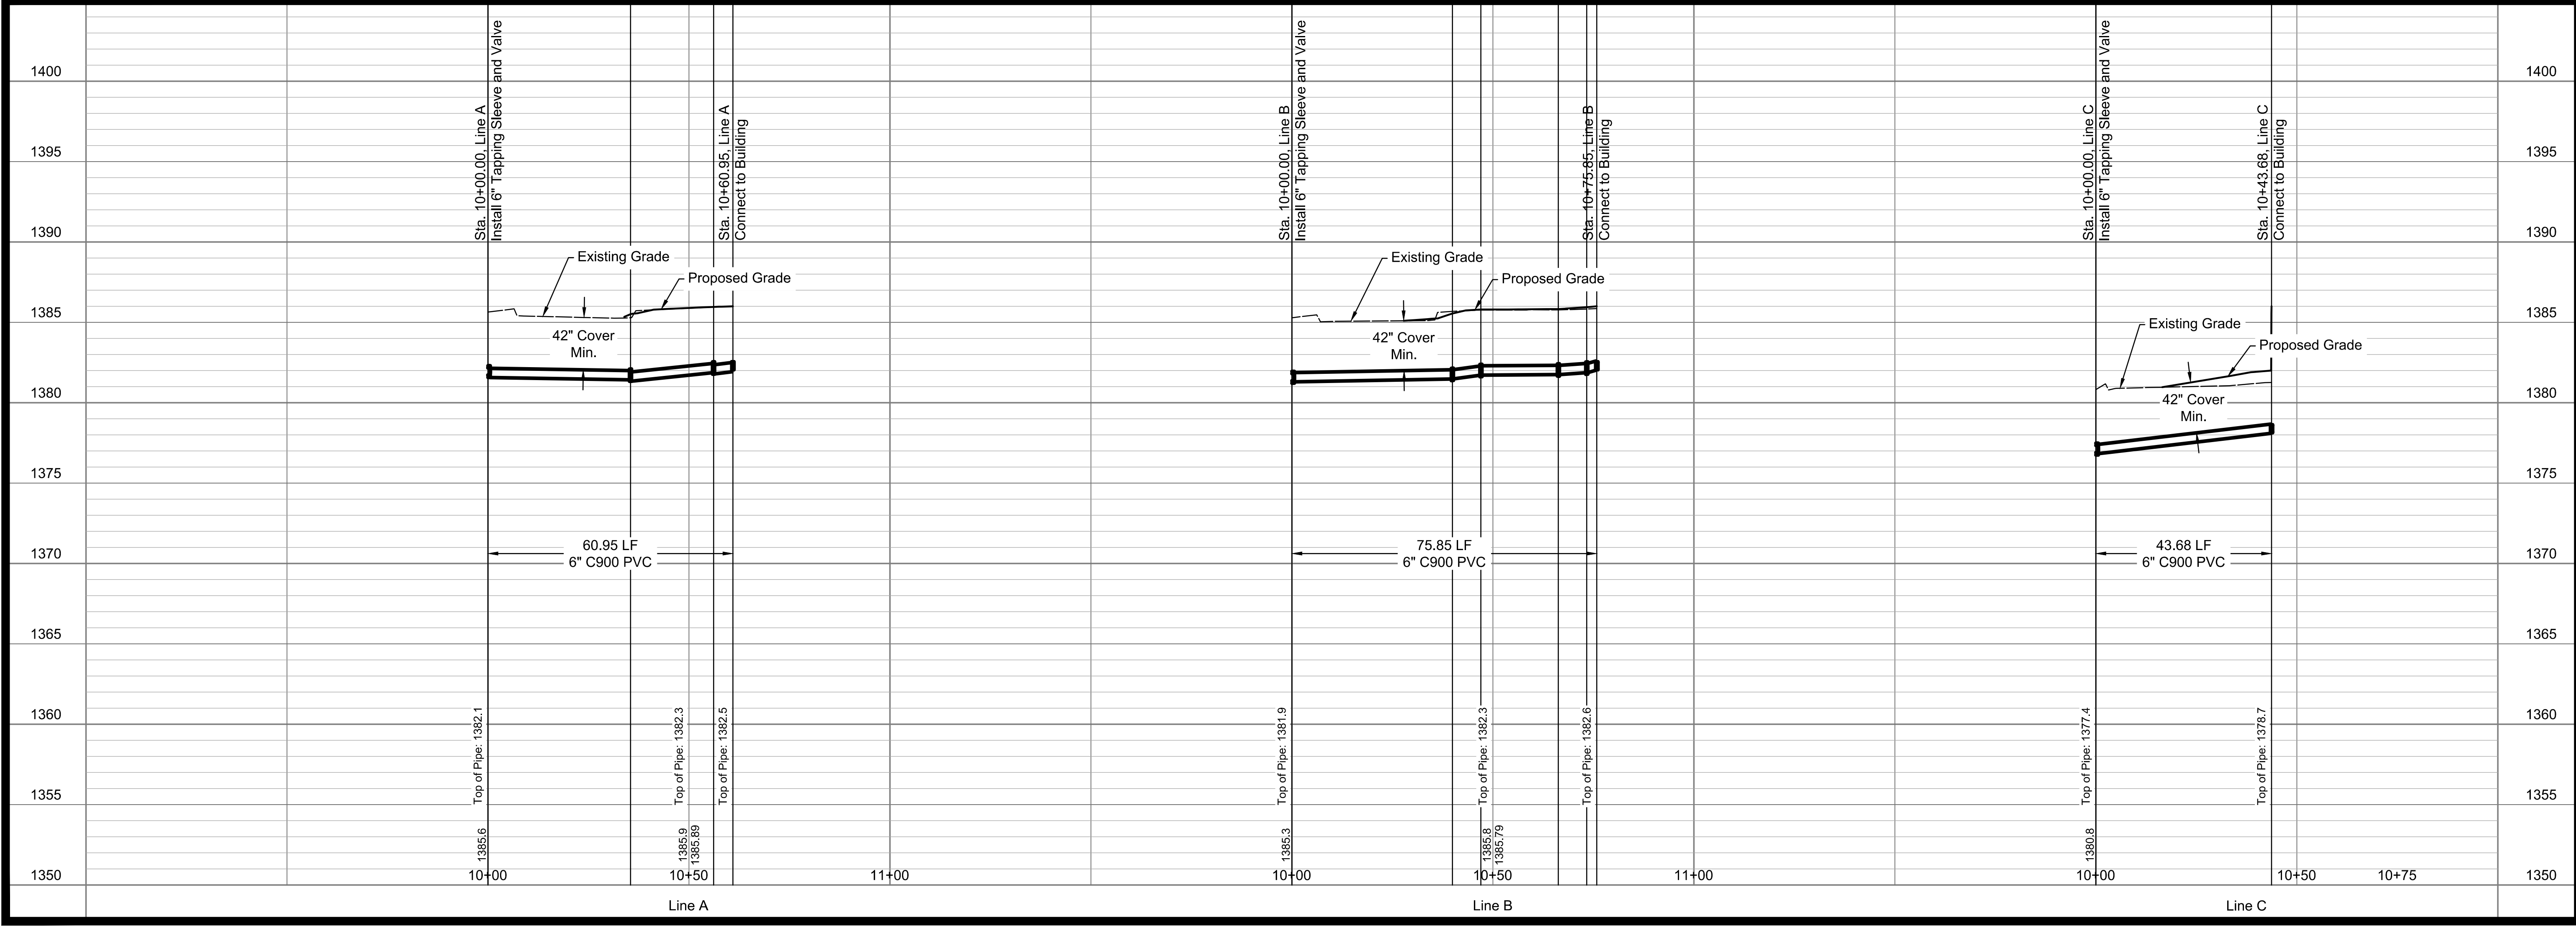 Sta. 10+00.00, Line A
Install 6" Tapping Sleeve and Valve
Sta. 10+60.95, Line A
Connect to Building
Sta. 10+00.00, Line B
Install 6" Tapping Sleeve and Valve
Sta. 10+75.85, Line B
Connect to Building
Sta. 10+00.00, Line C
Install 6" Tapping Sleeve and Valve
Sta. 10+43.68, Line C
Connect to Building
1400
1400
1395
1395
1390
1390
Existing Grade
Proposed Grade
Existing Grade
Proposed Grade
1385
1385
42" Cover
Min.
42" Cover
Min.
Existing Grade
Proposed Grade
1380
1380
42" Cover
Min.
1375
1375
1370
60.95 LF
6" C900 PVC
75.85 LF
6" C900 PVC
43.68 LF
6" C900 PVC
1370
1365
1365
1360
1360
Top of Pipe: 1382.1
Top of Pipe: 1382.3
Top of Pipe: 1382.5
Top of Pipe: 1381.9
Top of Pipe: 1382.3
Top of Pipe: 1382.6
Top of Pipe: 1377.4
Top of Pipe: 1378.7
1355
1355
1385.6
1385.9
1385.89
1385.3
1385.8
1385.79
1380.8
1350
10+00
10+50
11+00
10+00
10+50
11+00
10+00
10+50
10+75
1350
Line A
Line B
Line C